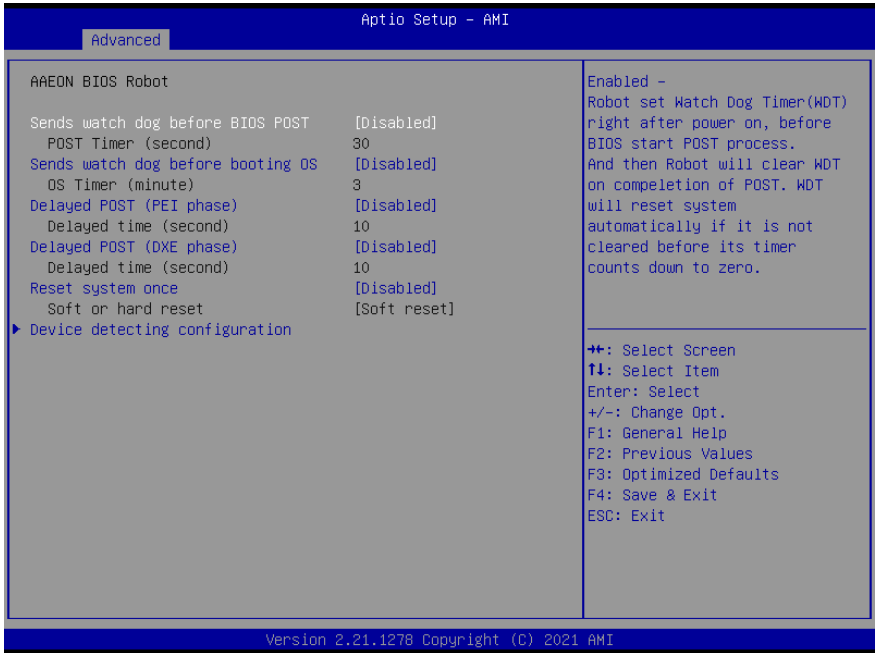 Aptio Setup – AMI
Advanced
AAEON BIOS Robot
Sends watch dog before BIOS POST [Disabled]
POST Timer (second) 30
Sends watch dog before booting OS [Disabled]
OS Timer (minute) 3
Delayed POST (PEI phase) [Disabled]
Delayed time (second) 10
Delayed POST (DXE phase) [Disabled]
Delayed time (second) 10
Reset system once [Disabled]
Soft or hard reset [Soft reset]
Device detecting configuration
Enabled –
Robot set Watch Dog Timer(WDT)
right after power on, before
BIOS start POST process.
And then Robot will clear WDT
on compeletion of POST. WDT
will reset system
automatically if it is not
cleared before its timer
counts down to zero.
→←: Select Screen
↑↓: Select Item
Enter: Select
+/-: Change Opt.
F1: General Help
F2: Previous Values
F3: Optimized Defaults
F4: Save & Exit
ESC: Exit
Version 2.21.1278 Copyright (C) 2021 AMI